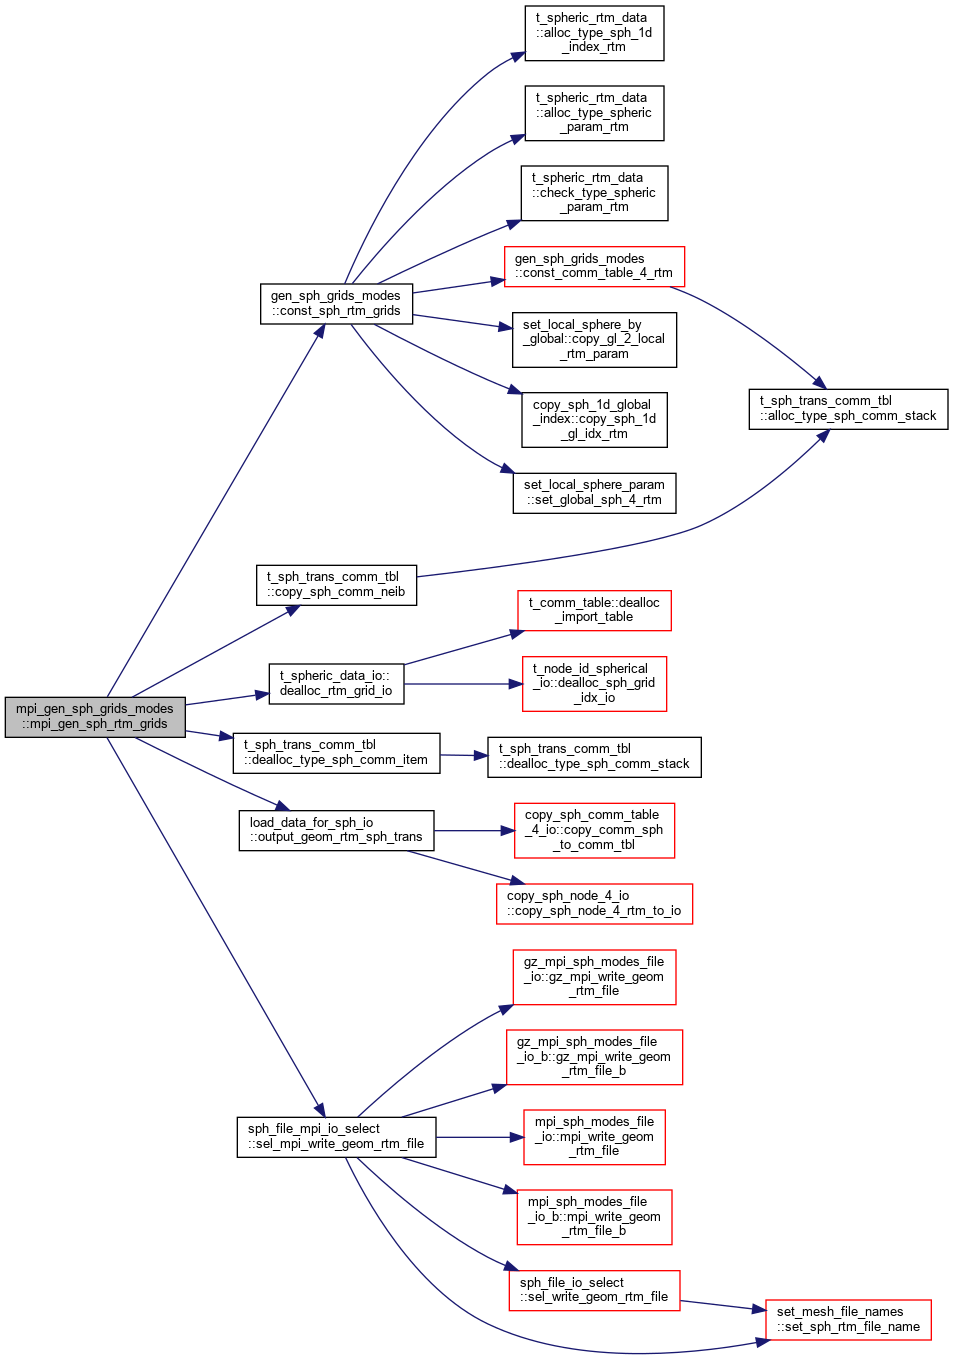 t_spheric_rtm_data
::alloc_type_sph_1d
_index_rtm
t_spheric_rtm_data
::alloc_type_spheric
_param_rtm
t_spheric_rtm_data
::check_type_spheric
_param_rtm
gen_sph_grids_modes
::const_comm_table_4_rtm
gen_sph_grids_modes
::const_sph_rtm_grids
set_local_sphere_by
_global::copy_gl_2_local
_rtm_param
copy_sph_1d_global
_index::copy_sph_1d
_gl_idx_rtm
t_sph_trans_comm_tbl
::alloc_type_sph_comm_stack
set_local_sphere_param
::set_global_sph_4_rtm
t_sph_trans_comm_tbl
::copy_sph_comm_neib
t_comm_table::dealloc
_import_table
t_spheric_data_io::
dealloc_rtm_grid_io
t_node_id_spherical
_io::dealloc_sph_grid
_idx_io
mpi_gen_sph_grids_modes
::mpi_gen_sph_rtm_grids
t_sph_trans_comm_tbl
::dealloc_type_sph_comm_item
t_sph_trans_comm_tbl
::dealloc_type_sph_comm_stack
load_data_for_sph_io
::output_geom_rtm_sph_trans
copy_sph_comm_table
_4_io::copy_comm_sph
_to_comm_tbl
copy_sph_node_4_io
::copy_sph_node_4_rtm_to_io
gz_mpi_sph_modes_file
_io::gz_mpi_write_geom
_rtm_file
gz_mpi_sph_modes_file
_io_b::gz_mpi_write_geom
_rtm_file_b
sph_file_mpi_io_select
::sel_mpi_write_geom_rtm_file
mpi_sph_modes_file
_io::mpi_write_geom
_rtm_file
mpi_sph_modes_file
_io_b::mpi_write_geom
_rtm_file_b
sph_file_io_select
::sel_write_geom_rtm_file
set_mesh_file_names
::set_sph_rtm_file_name